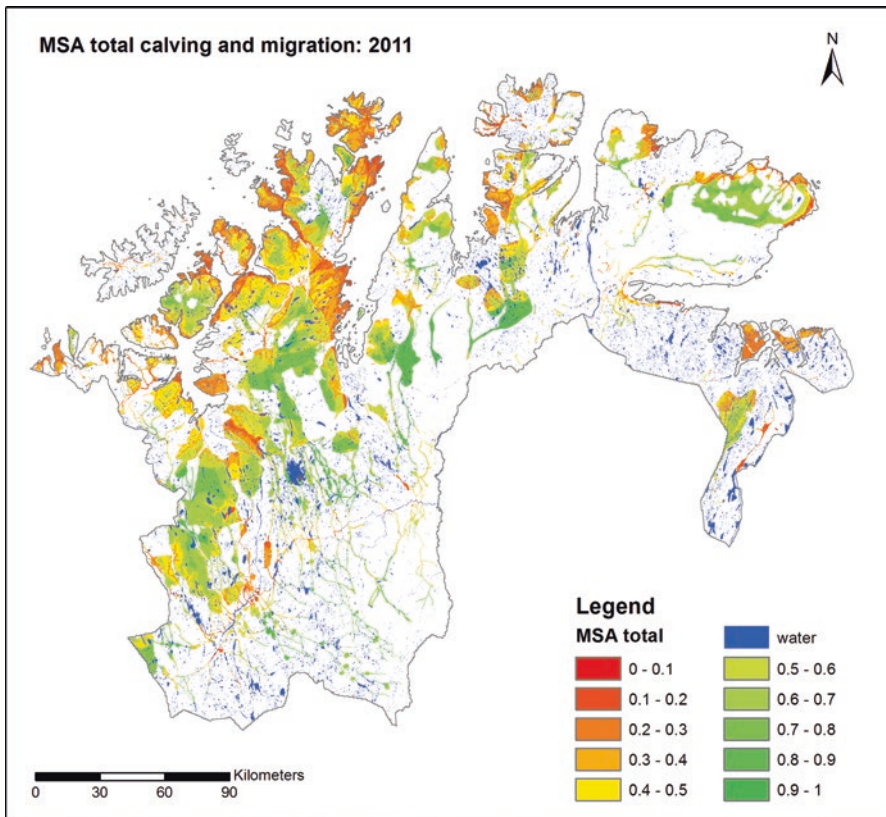 MSA total calving and migration: 2011
N
Legend
MSA total
0 - 0.1
0.1 - 0.2
0.2 - 0.3
0.3 - 0.4
0.4 - 0.5
water
0.5 - 0.6
0.6 - 0.7
0.7 - 0.8
0.8 - 0.9
0.9 - 1
Kilometers
0 30 60 90